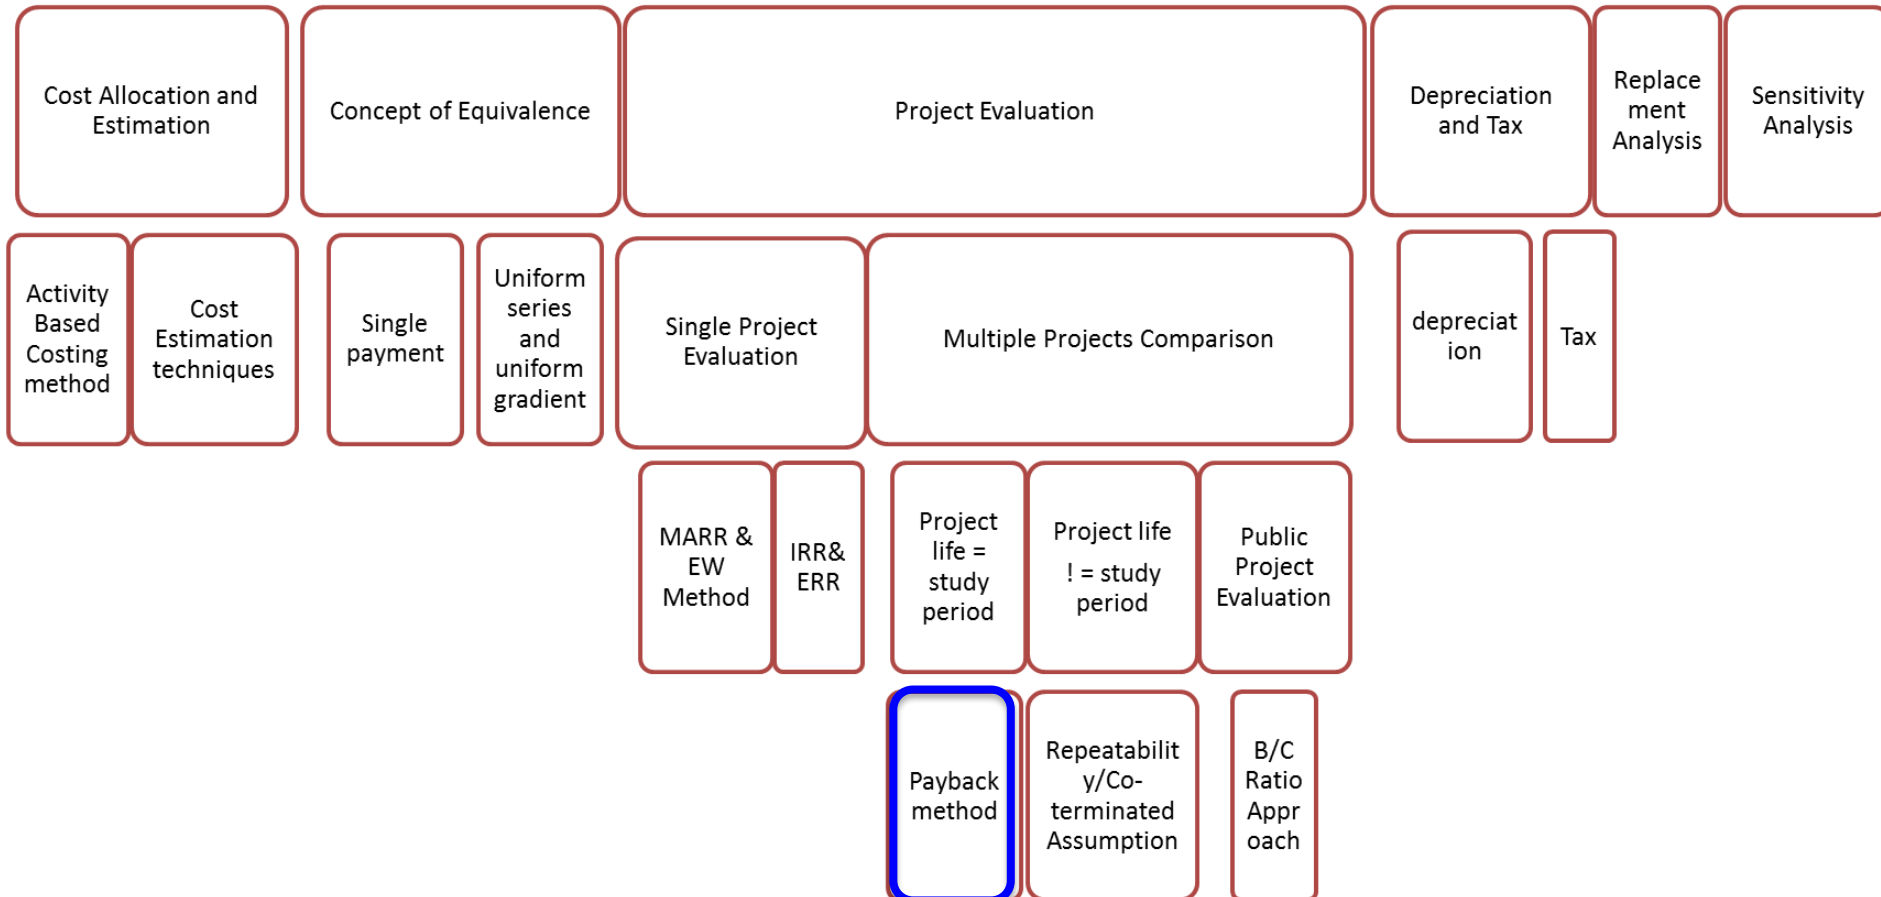 Cost Allocation and
Estimation
Concept of Equivalence
Project Evaluation
Depreciation
and Tax
Replace
ment
Analysis
Sensitivity
Analysis
Activity
Based
Costing
method
Cost
Estimation
techniques
Single
payment
Uniform
series
and
uniform
gradient
Single Project
Evaluation
Multiple Projects Comparison
depreciat
ion
Tax
MARR &
EW
Method
IRR&
ERR
Project
life =
study
period
Project life
! = study
period
Public
Project
Evaluation
Payback
method
Repeatabilit
y/Co-
terminated
Assumption
B/C
Ratio
Appr
oach